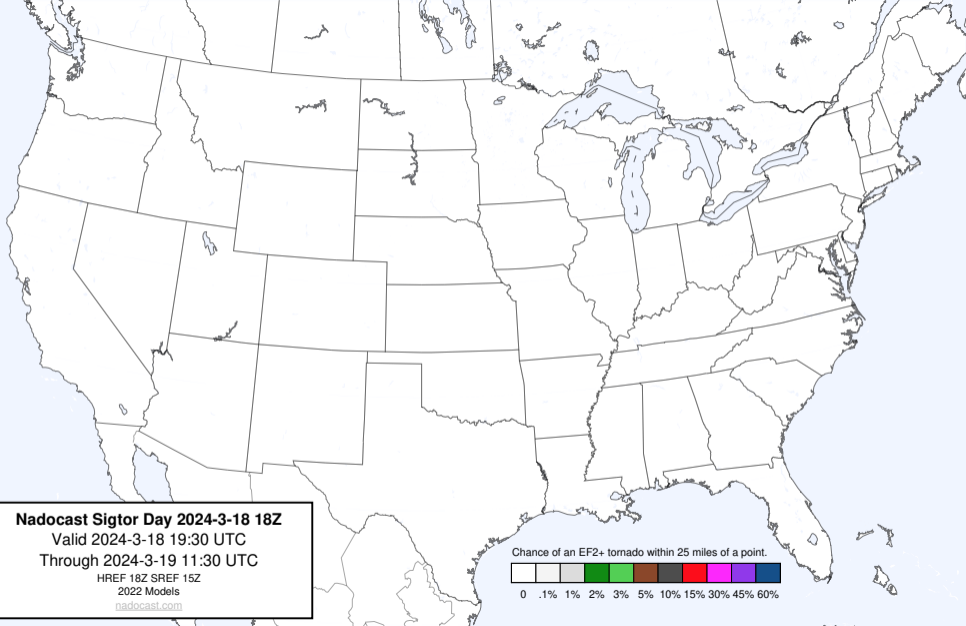 Nadocast Sigtor Day 2024-3-18 18Z
Valid 2024-3-18 19:30 UTC
Through 2024-3-19 11:30 UTC
HREF 18Z SREF 15Z
2022 Models
nadocast.com
Chance of an EF2+ tornado within 25 miles of a point.
0 .1% 1% 2% 3% 5% 10% 15% 30% 45% 60%